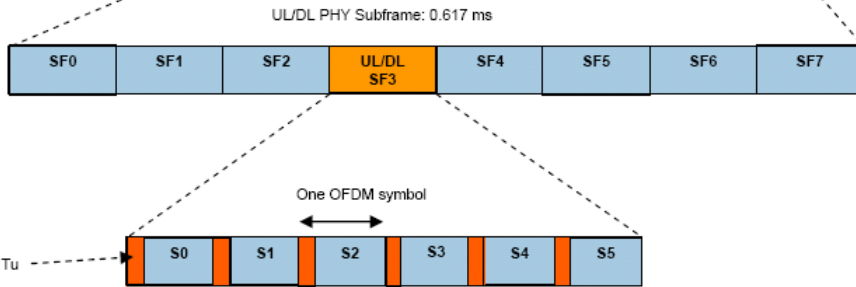 UL/DL PHY Subframe: 0.617 ms
SF0 SF1 SF2 UL/DL SF4 SF5 SF6 SF7
SF3
One OFDM symbol
S0 S1 S2 S3 S4 S5
Tu